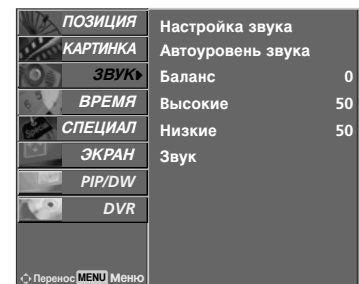 ПОЗИЦИЯ
КАРТИНКА
ЗВУК
ВРЕМЯ
СПЕЦИАЛ
ЭКРАН
PIP/DW
DVR
Перенос MENU Меню
Настройка звука
Автоуровень звука
Баланс 0
Высокие 50
Низкие 50
Звук